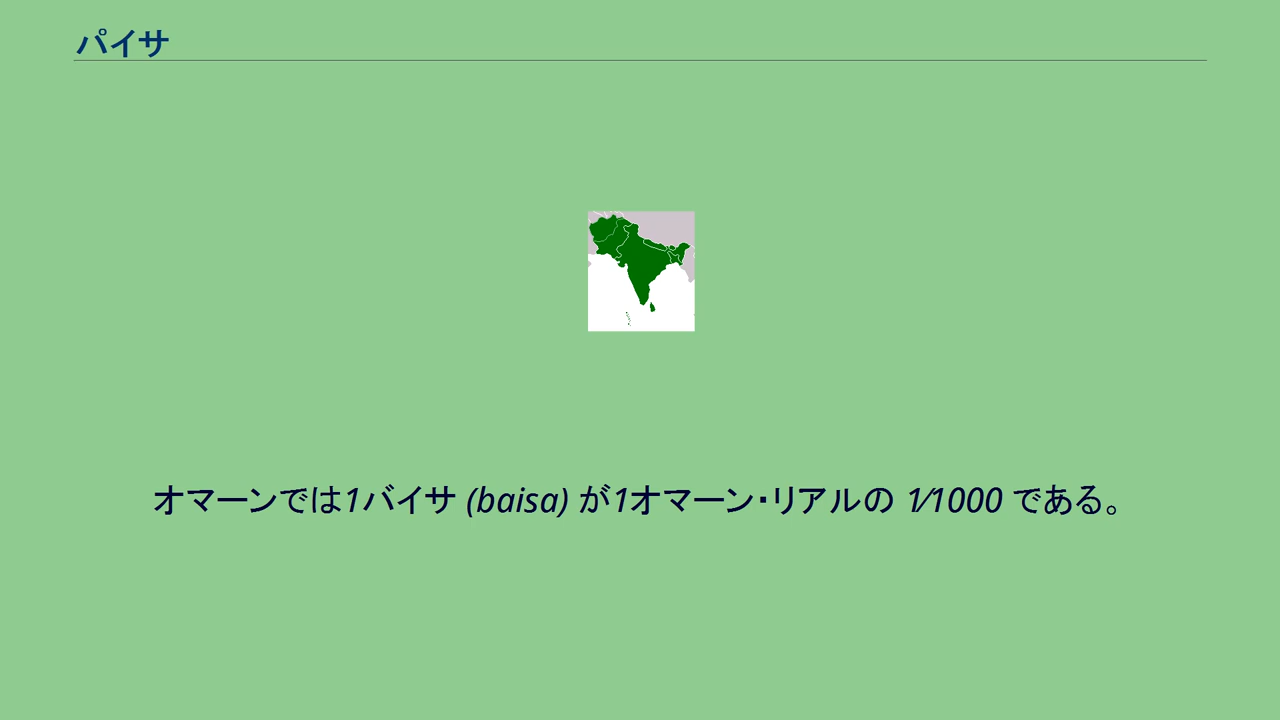 パイサ
オマーンでは1バイサ (baisa) が1オマーン・リアルの 1⁄1000 である。